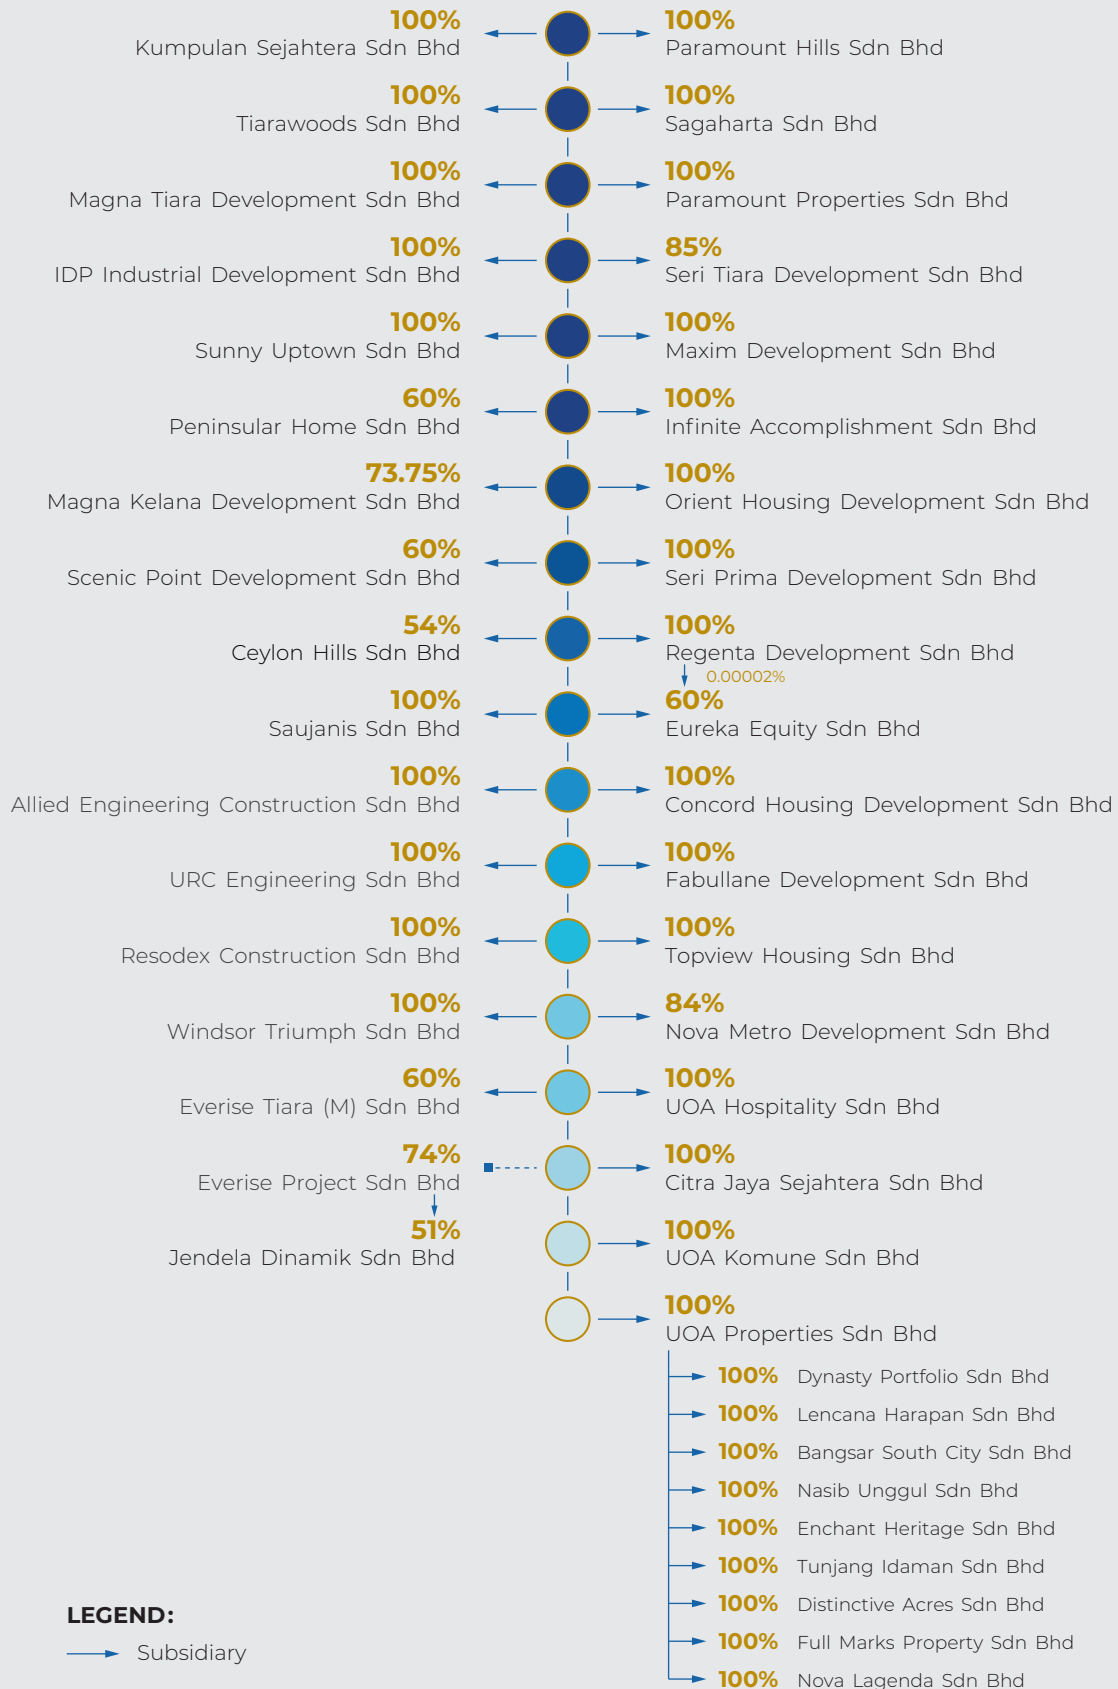 100%
Kumpulan Sejahtera Sdn Bhd
100%
Paramount Hills Sdn Bhd
100%
Tiarawoods Sdn Bhd
100%
Sagaharta Sdn Bhd
100%
Magna Tiara Development Sdn Bhd
100%
Paramount Properties Sdn Bhd
100%
IDP Industrial Development Sdn Bhd
85%
Seri Tiara Development Sdn Bhd
100%
Sunny Uptown Sdn Bhd
100%
Maxim Development Sdn Bhd
60%
Peninsular Home Sdn Bhd
100%
Infinite Accomplishment Sdn Bhd
73.75%
Magna Kelana Development Sdn Bhd
100%
Orient Housing Development Sdn Bhd
60%
Scenic Point Development Sdn Bhd
100%
Seri Prima Development Sdn Bhd
54%
Ceylon Hills Sdn Bhd
100%
Regenta Development Sdn Bhd
0.00002%
100%
Saujanis Sdn Bhd
60%
Eureka Equity Sdn Bhd
100%
Allied Engineering Construction Sdn Bhd
100%
Concord Housing Development Sdn Bhd
100%
URC Engineering Sdn Bhd
100%
Fabullane Development Sdn Bhd
100%
Resodex Construction Sdn Bhd
100%
Topview Housing Sdn Bhd
100%
Windsor Triumph Sdn Bhd
84%
Nova Metro Development Sdn Bhd
60%
Everise Tiara (M) Sdn Bhd
100%
UOA Hospitality Sdn Bhd
74%
Everise Project Sdn Bhd
100%
Citra Jaya Sejahtera Sdn Bhd
51%
Jendela Dinamik Sdn Bhd
100%
UOA Komune Sdn Bhd
100%
UOA Properties Sdn Bhd
100% Dynasty Portfolio Sdn Bhd
100% Lencana Harapan Sdn Bhd
100% Bangsar South City Sdn Bhd
100% Nasib Unggul Sdn Bhd
100% Enchant Heritage Sdn Bhd
100% Tunjang Idaman Sdn Bhd
100% Distinctive Acres Sdn Bhd
100% Full Marks Property Sdn Bhd
100% Nova Lagenda Sdn Bhd
LEGEND:
Subsidiary